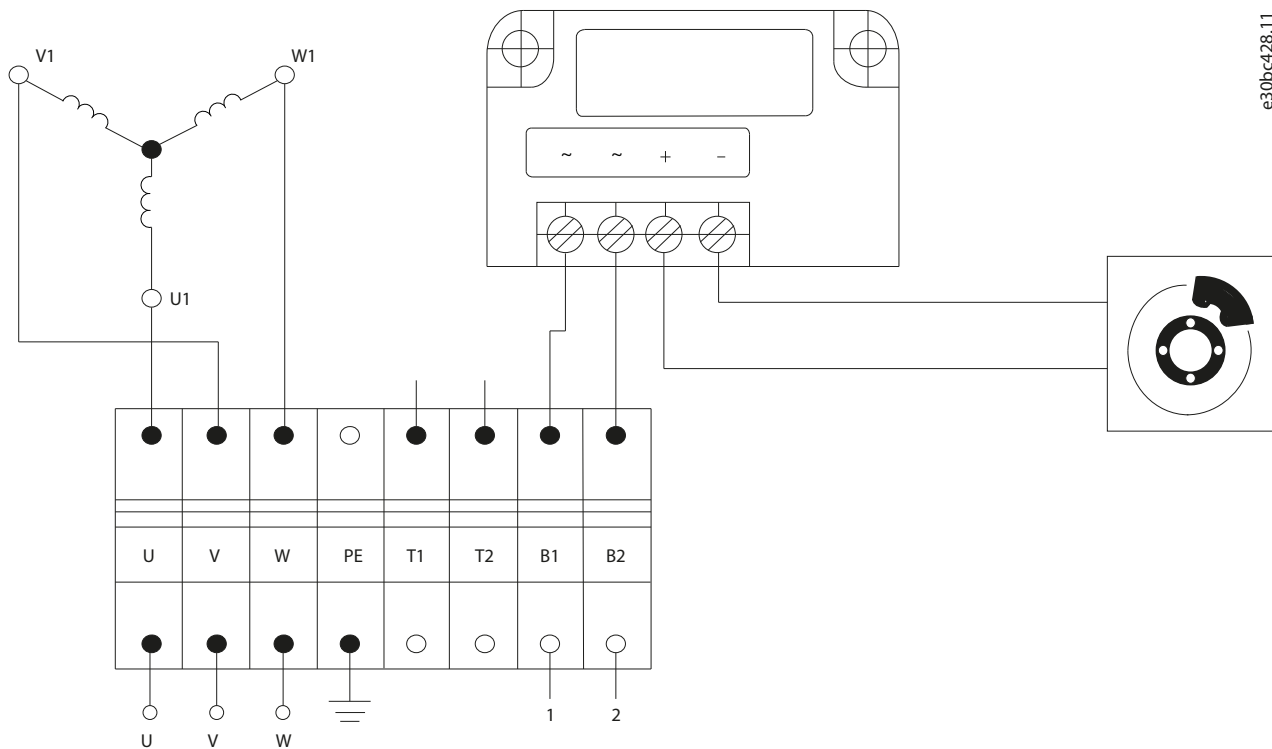 V1
W1
e30bc428.11
~ ~ + −
U1
U V W PE T1 T2 B1 B2
1 2
U V W